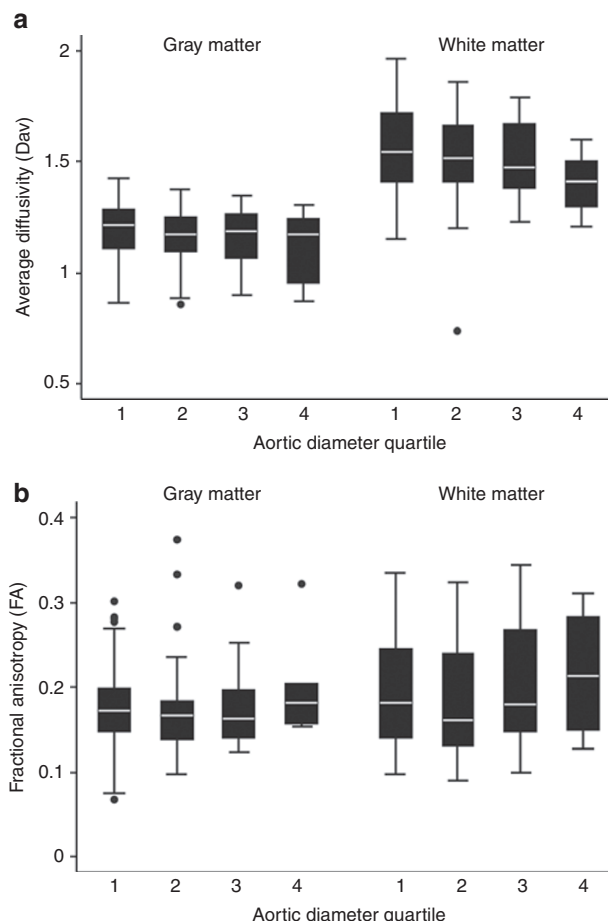 a
Gray matter White matter
Average diffusivity (Dav)
2
1.5
1
0.5
1 2 3 4 1 2 3 4
Aortic diameter quartile
b
Gray matter White matter
Fractional anisotropy (FA)
0.4
0.3
0.2
0.1
0
1 2 3 4 1 2 3 4
Aortic diameter quartile